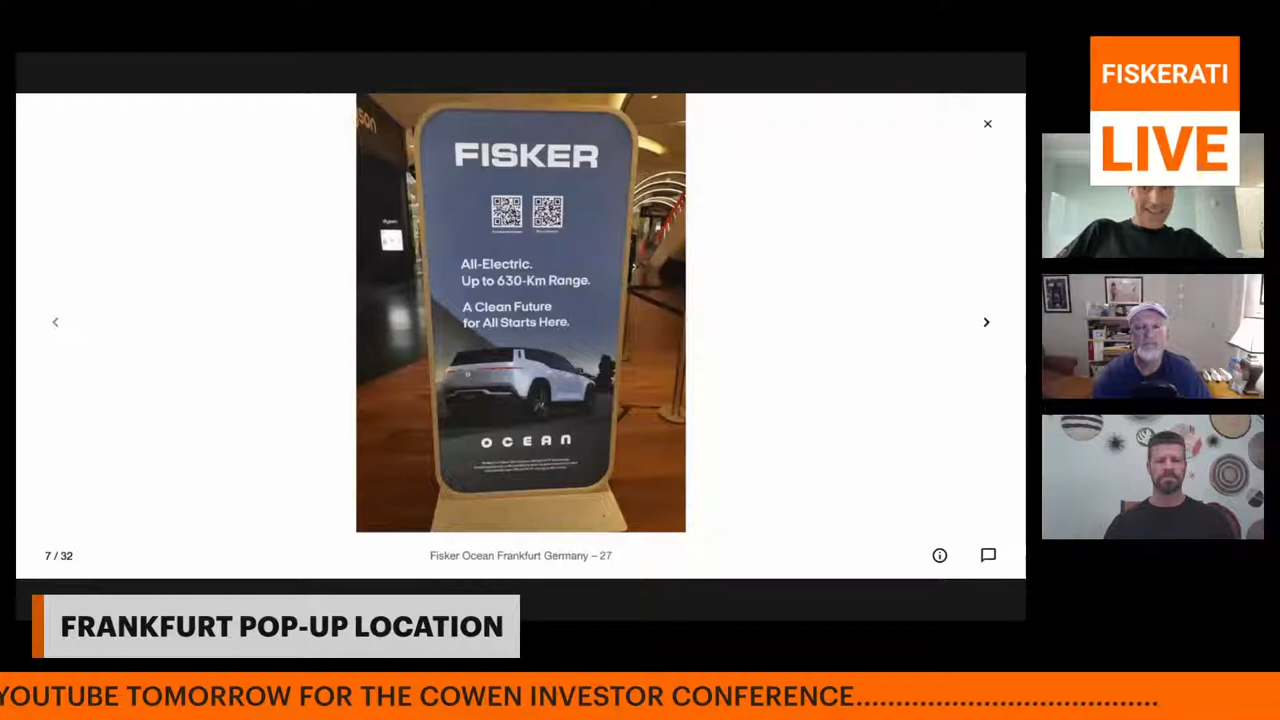 FISKERATI
LIVE
FISKER
All-Electric.
Up to 630-Km Range.
A Clean Future
for All Starts Here.
OCEAN
7 / 32
Fisker Ocean Frankfurt Germany – 27
FRANKFURT POP-UP LOCATION
YOUTUBE TOMORROW FOR THE COWEN INVESTOR CONFERENCE